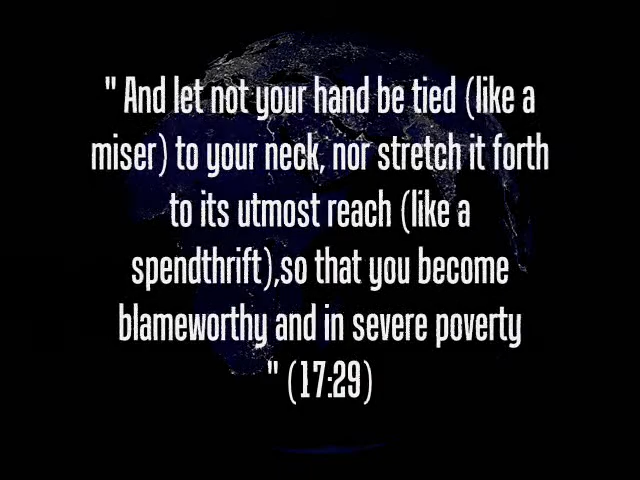 " And let not your hand be tied (like a
miser) to your neck, nor stretch it forth
to its utmost reach (like a
spendthrift),so that you become
blameworthy and in severe poverty
" (17:29)